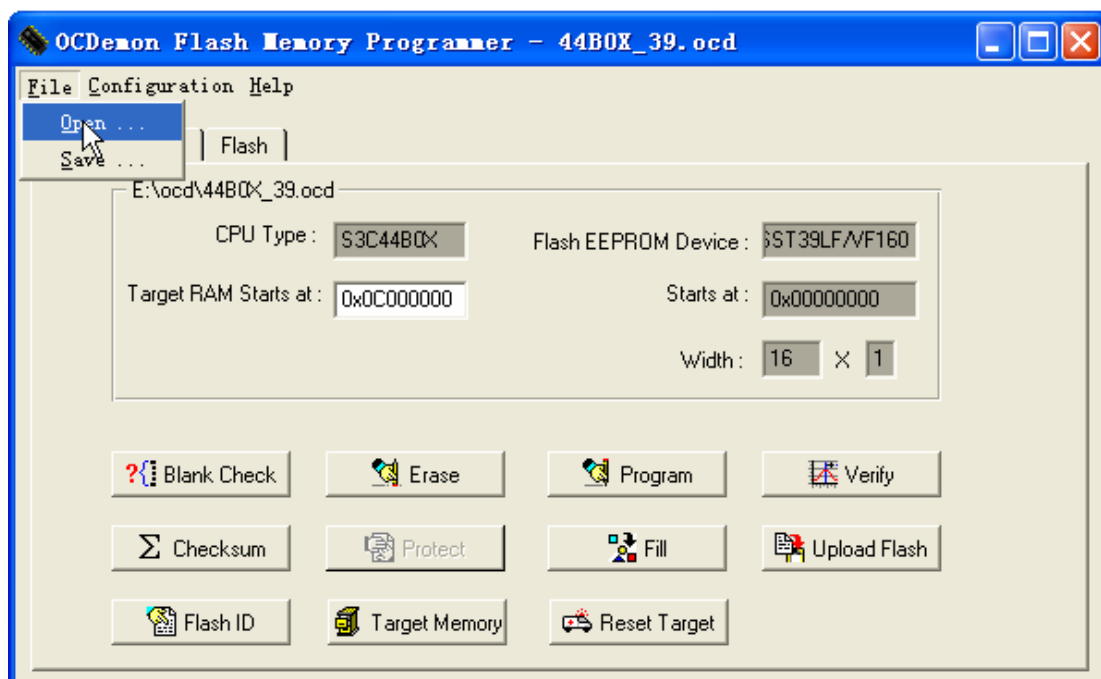 OCDemon Flash Memory Programmer - 44B0X_39.ocd
File Configuration Help
Open ...
Save ...
Flash
E:\ocd\44B0X_39.ocd
CPU Type : S3C44B0X
Flash EEPROM Device : SST39LF/VF160
Target RAM Starts at : 0x0C000000
Starts at : 0x00000000
Width : 16 X 1
?{ Blank Check
Erase
Program
Verify
Σ Checksum
Protect
Fill
Upload Flash
Flash ID
Target Memory
Reset Target